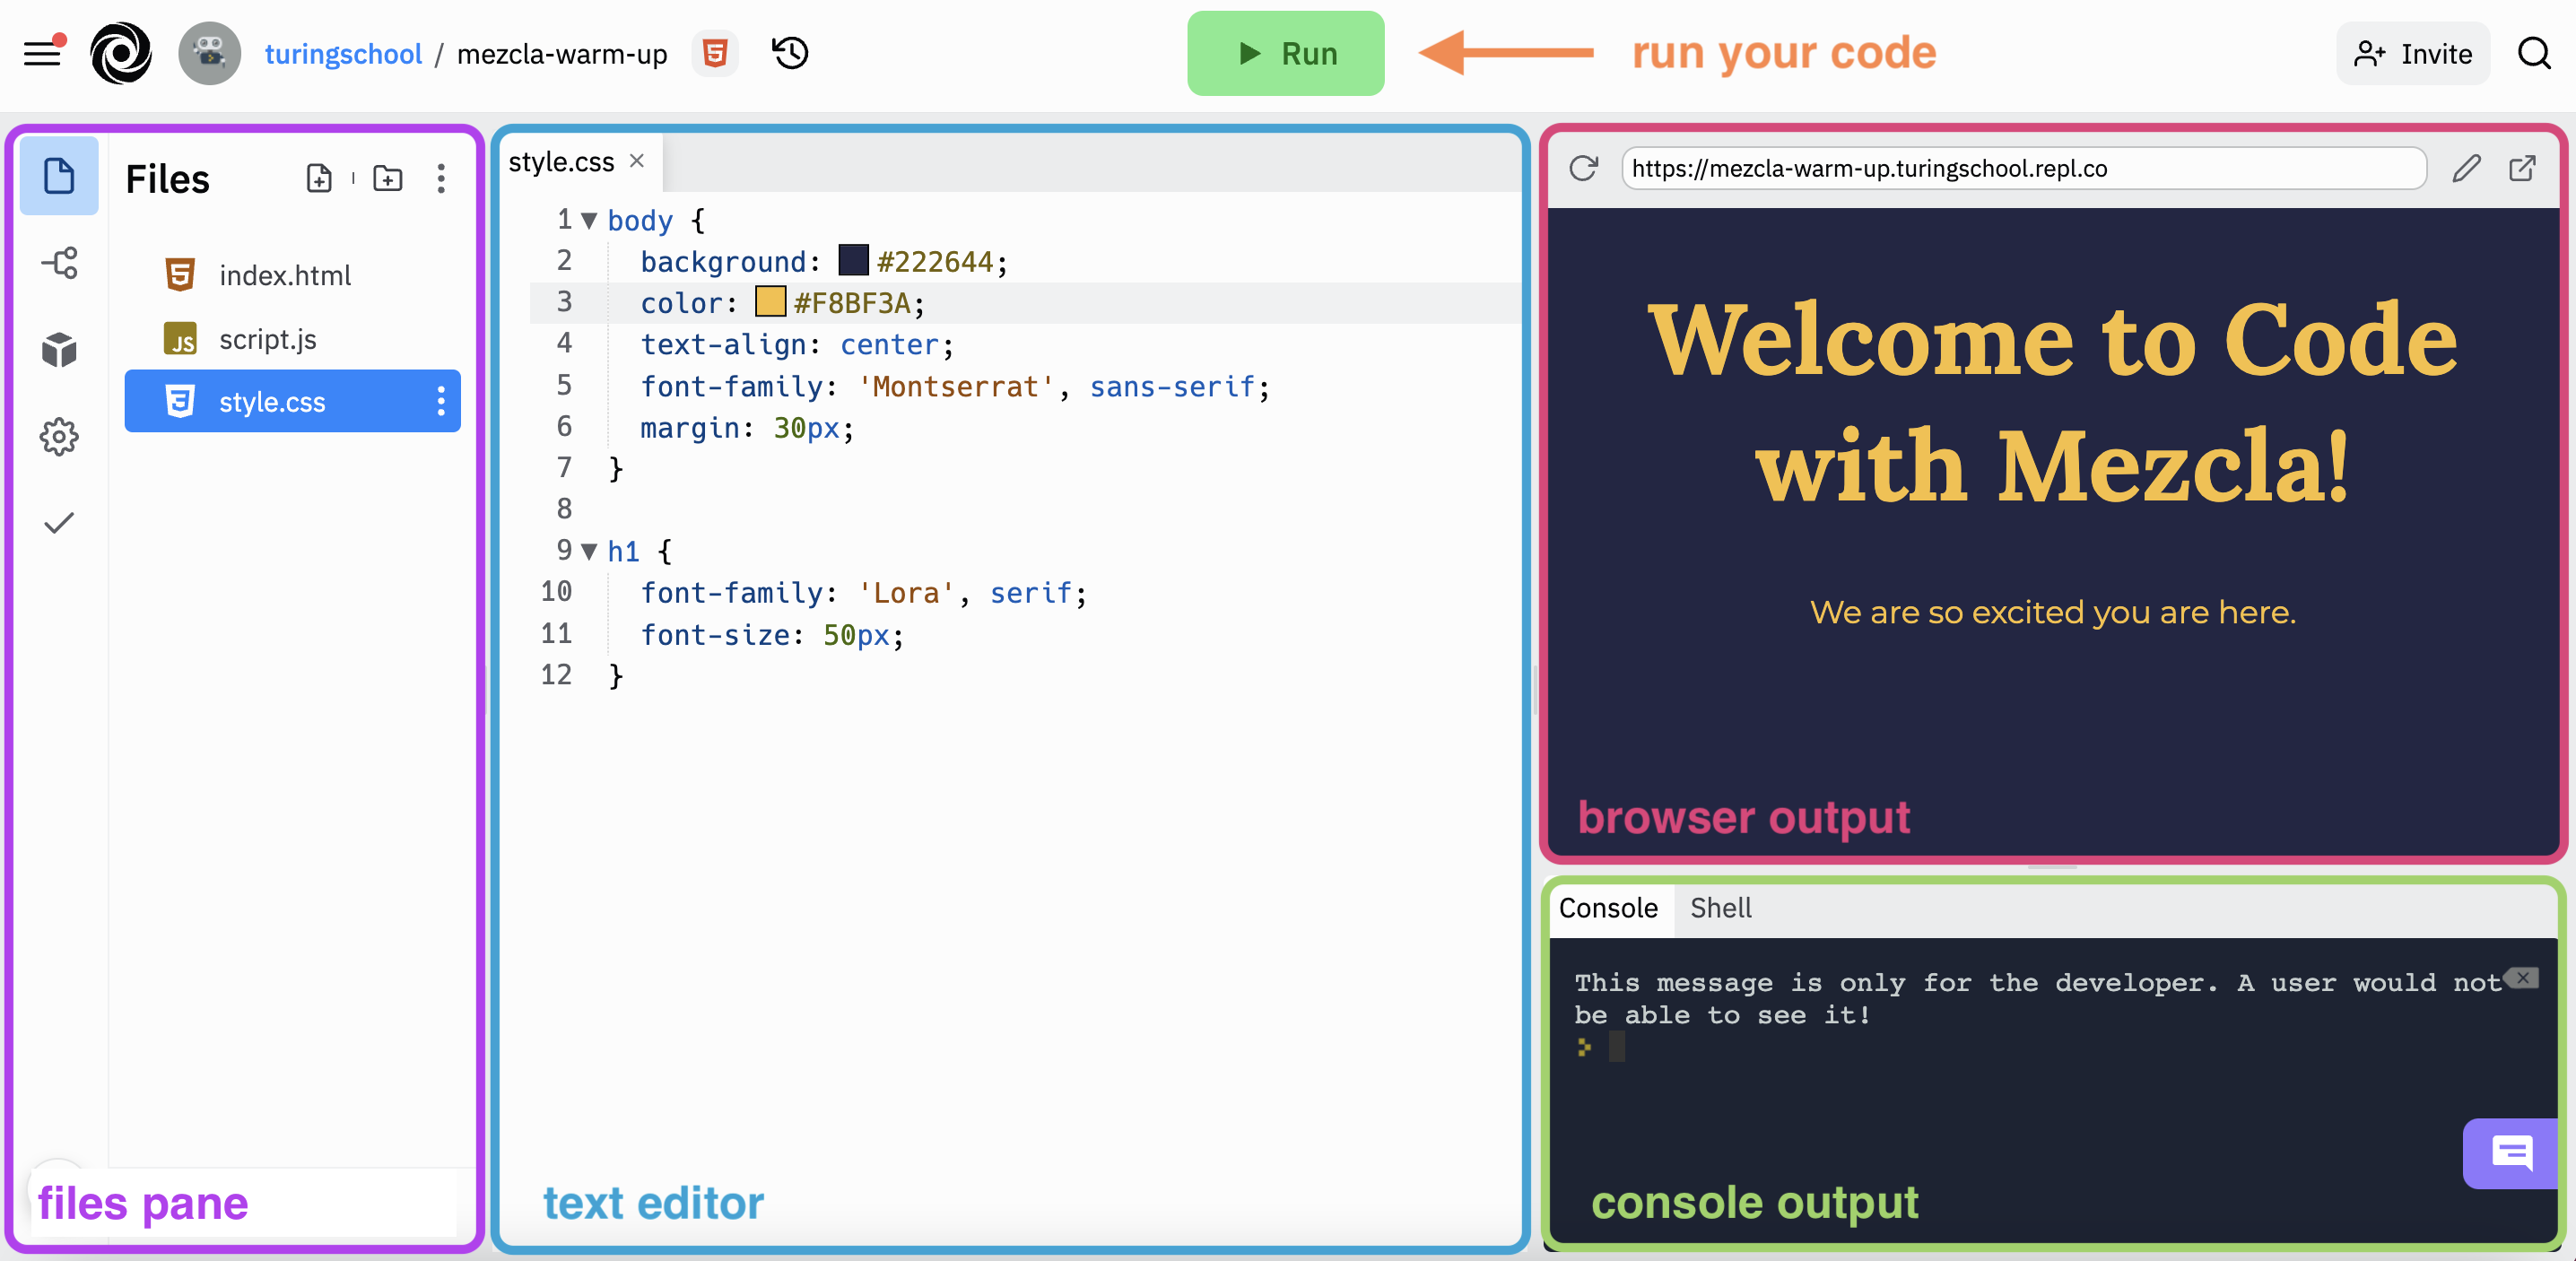 turingschool / mezcla-warm-up
Run
run your code
Invite
Files
index.html
JS script.js
style.css
files pane
style.css
1 body {
2 background: #222644;
3 color: #F8BF3A;
4 text-align: center;
5 font-family: 'Montserrat', sans-serif;
6 margin: 30px;
7 }
8
9 h1 {
10 font-family: 'Lora', serif;
11 font-size: 50px;
12 }
text editor
https://mezcla-warm-up.turingschool.repl.co
Welcome to Code
with Mezcla!
We are so excited you are here.
browser output
Console Shell
This message is only for the developer. A user would not
be able to see it!
console output